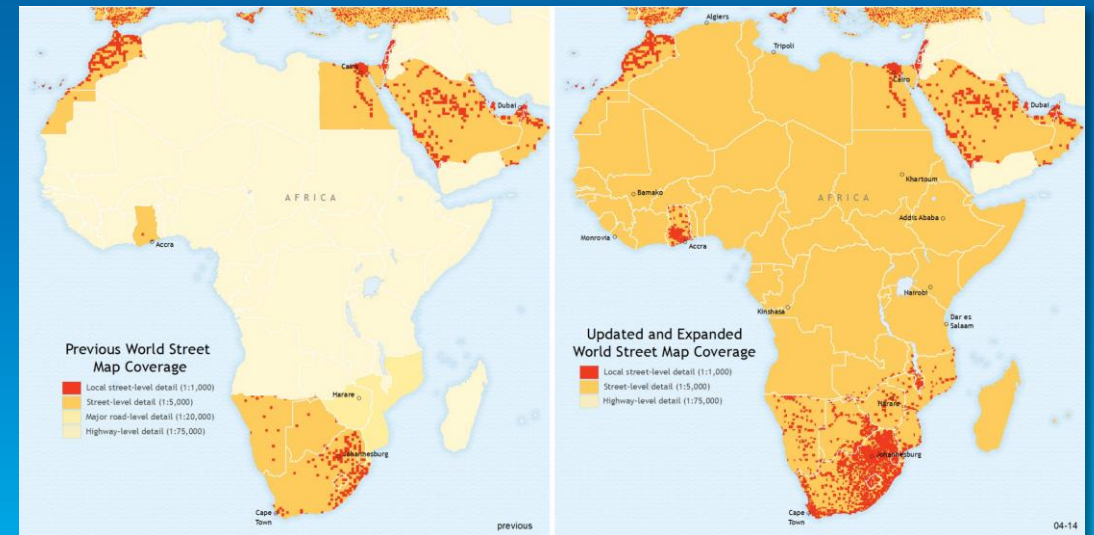 Algiers
Tripoli
Cairo
Cairo
Dubai
Dubai
AFRICA
AFRICA
Khartoum
Bamako
Addis Ababa
Monrovia
Accra
Accra
Nairobi
Kinshasa
Dar es
Salaam
Previous World Street
Map Coverage
Local street-level detail (1:1,000)
Street-level detail (1:5,000)
Major road-level detail (1:20,000)
Highway-level detail (1:75,000)
Harare
Johannesburg
Cape
Town
previous
Updated and Expanded
World Street Map Coverage
Local street-level detail (1:1,000)
Street-level detail (1:5,000)
Highway-level detail (1:75,000)
Harare
Johannesburg
Cape
Town
04-14